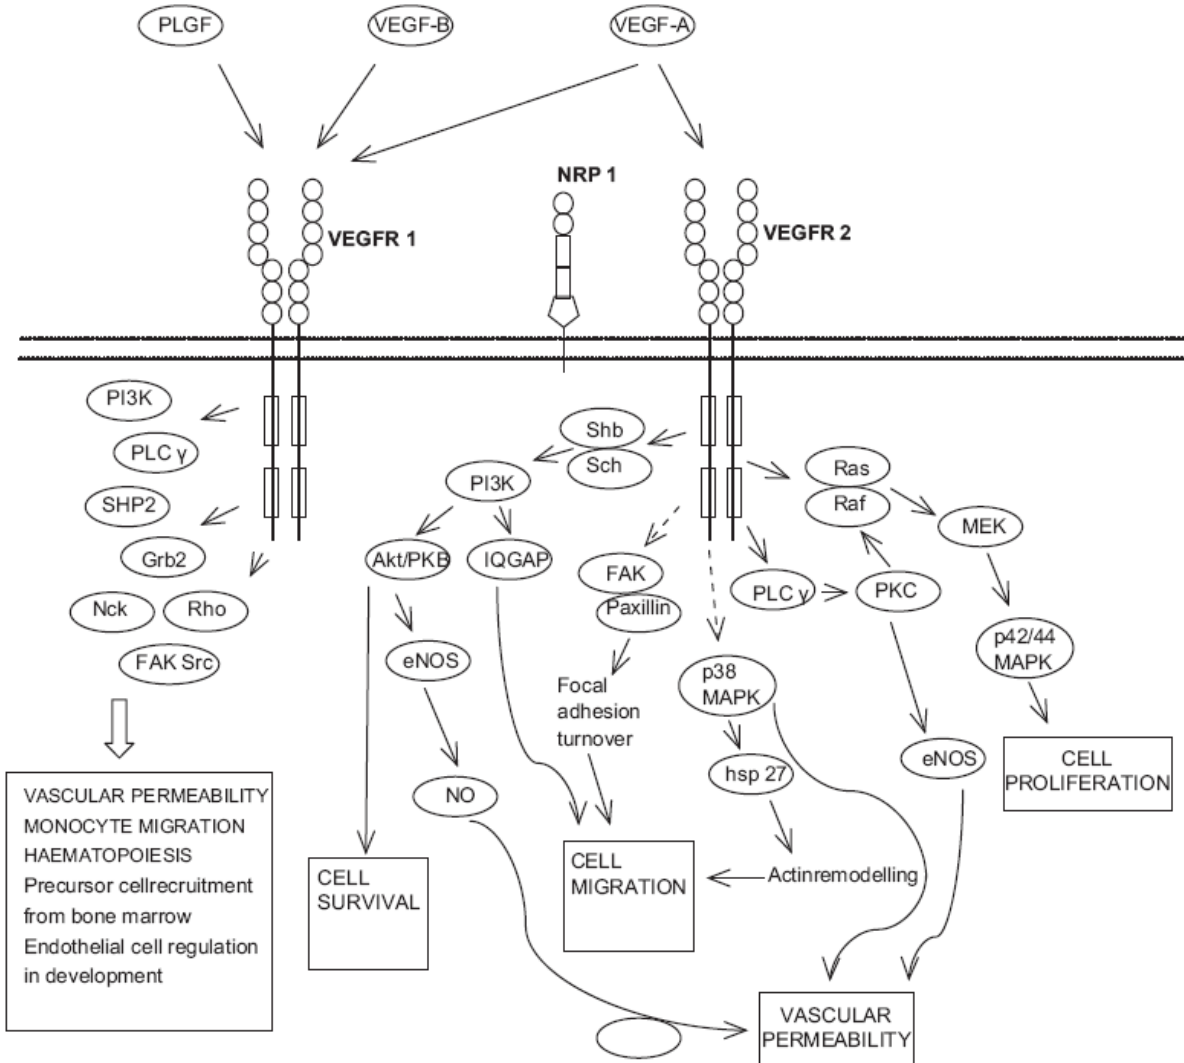 PLGF
VEGF-B
VEGF-A
NRP 1
VEGFR 1
VEGFR 2
PI3K
PLC γ
SHP2
Grb2
Nck
Rho
FAK Src
VASCULAR PERMEABILITY
MONOCYTE MIGRATION
HAEMATOPOIESIS
Precursor cellrecruitment
from bone marrow
Endothelial cell regulation
in development
Shb
Sch
PI3K
Akt/PKB
IQGAP
eNOS
NO
CELL
SURVIVAL
FAK
Paxillin
Focal
adhesion
turnover
CELL
MIGRATION
p38
MAPK
hsp 27
Actinremodelling
Ras
Raf
PLC γ
PKC
MEK
p42/44
MAPK
eNOS
CELL
PROLIFERATION
VASCULAR
PERMEABILITY